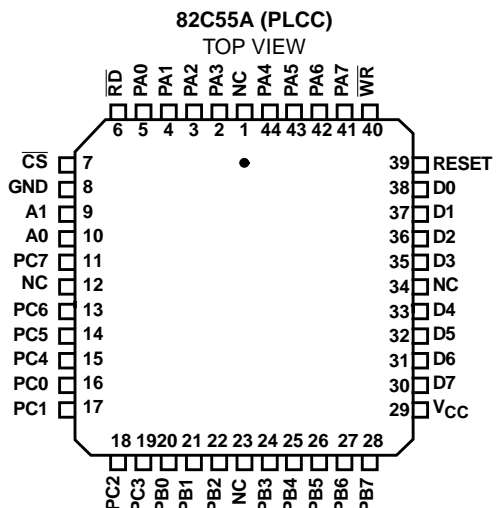 82C55A (PLCC)
TOP VIEW
RD PA0 PA1 PA2 PA3 NC PA4 PA5 PA6 PA7 WR
6 5 4 3 2 1 44 43 42 41 40
CS 7 39 RESET
GND 8 38 D0
A1 9 37 D1
A0 10 36 D2
PC7 11 35 D3
NC 12 34 NC
PC6 13 33 D4
PC5 14 32 D5
PC4 15 31 D6
PC0 16 30 D7
PC1 17 29 VCC
18 19 20 21 22 23 24 25 26 27 28
PC2 PC3 PB0 PB1 PB2 NC PB3 PB4 PB5 PB6 PB7